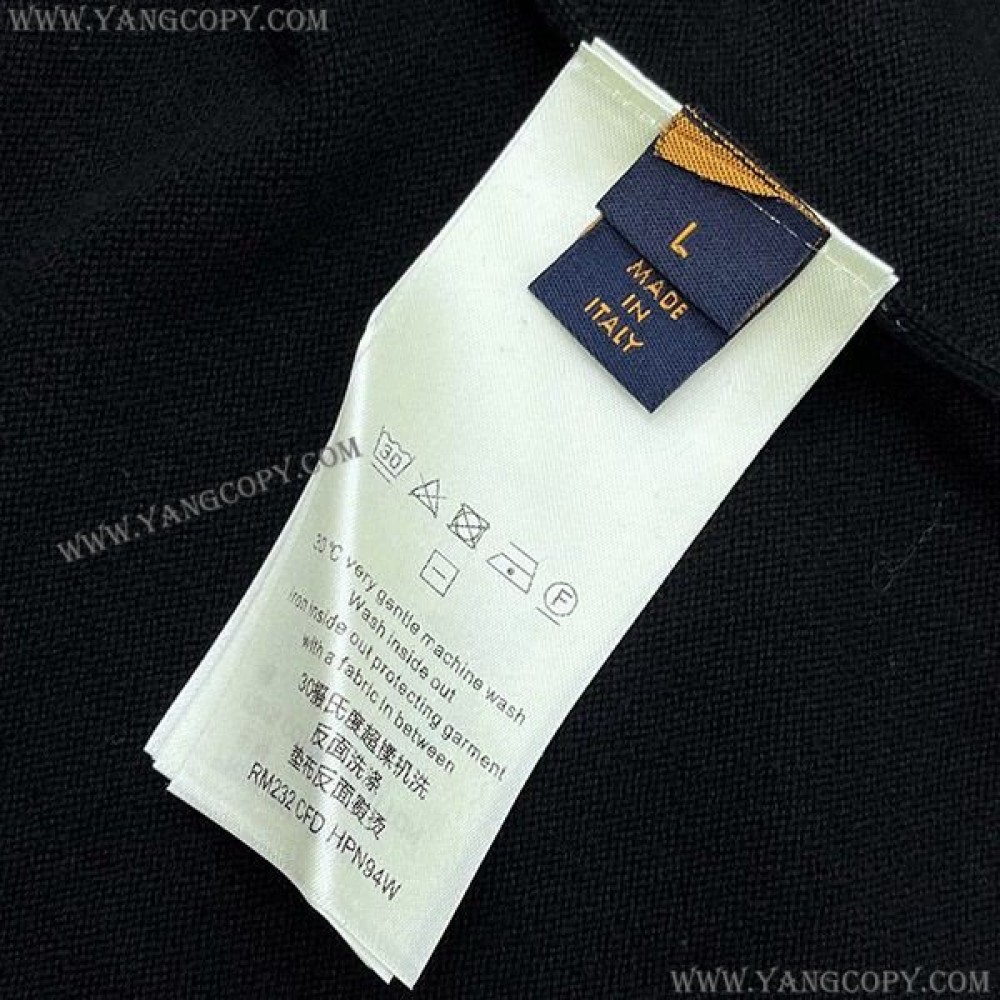 WWW.YANGCOPY.COM
L
MADE
IN
ITALY
WWW.YANGCOPY.COM
30
F
30°C very gentle machine wash
Wash inside out
Iron inside out protecting garment
with a fabric in between
30摄氏度超揉机洗
反面洗涤
垫布反面熨烫
RM232 CFD HPN94W
WWW.YANGCOPY.COM